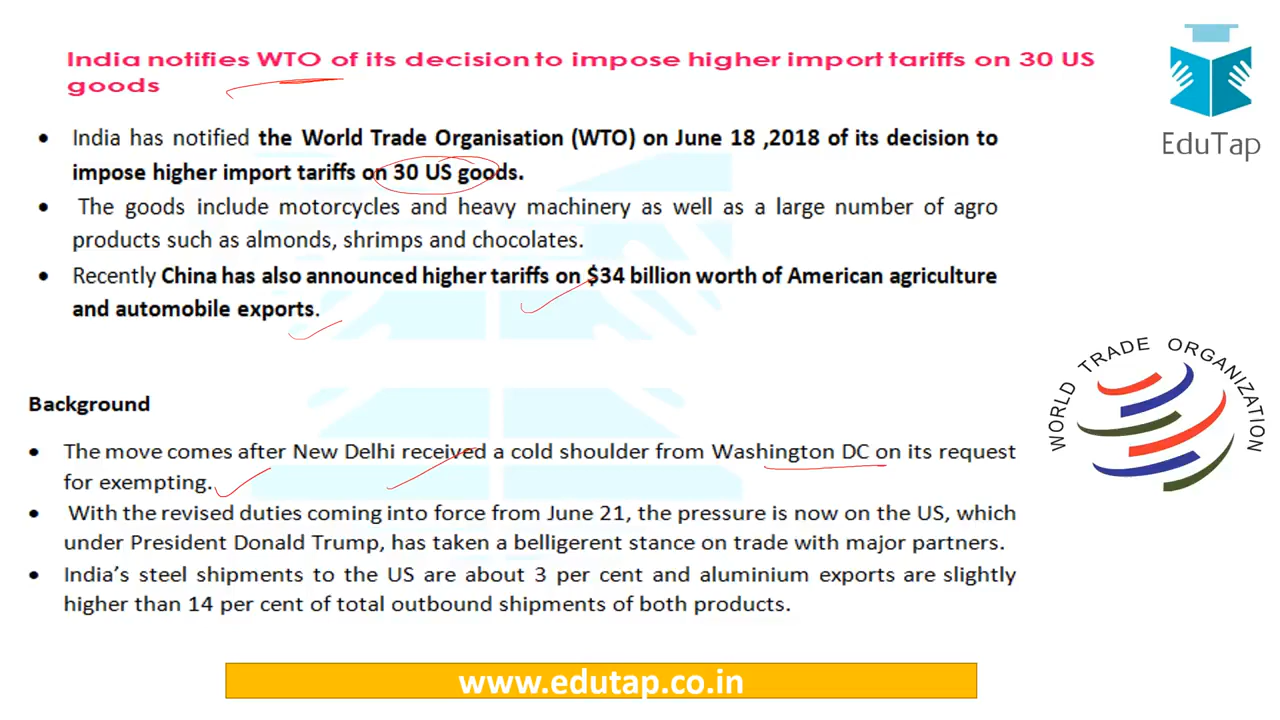 India notifies WTO of its decision to impose higher import tariffs on 30 US
goods
EduTap
• India has notified the World Trade Organisation (WTO) on June 18 ,2018 of its decision to
impose higher import tariffs on 30 US goods.
• The goods include motorcycles and heavy machinery as well as a large number of agro
products such as almonds, shrimps and chocolates.
• Recently China has also announced higher tariffs on $34 billion worth of American agriculture
and automobile exports.
WORLD TRADE ORGANIZATION
Background
• The move comes after New Delhi received a cold shoulder from Washington DC on its request
for exempting.
• With the revised duties coming into force from June 21, the pressure is now on the US, which
under President Donald Trump, has taken a belligerent stance on trade with major partners.
• India’s steel shipments to the US are about 3 per cent and aluminium exports are slightly
higher than 14 per cent of total outbound shipments of both products.
www.edutap.co.in